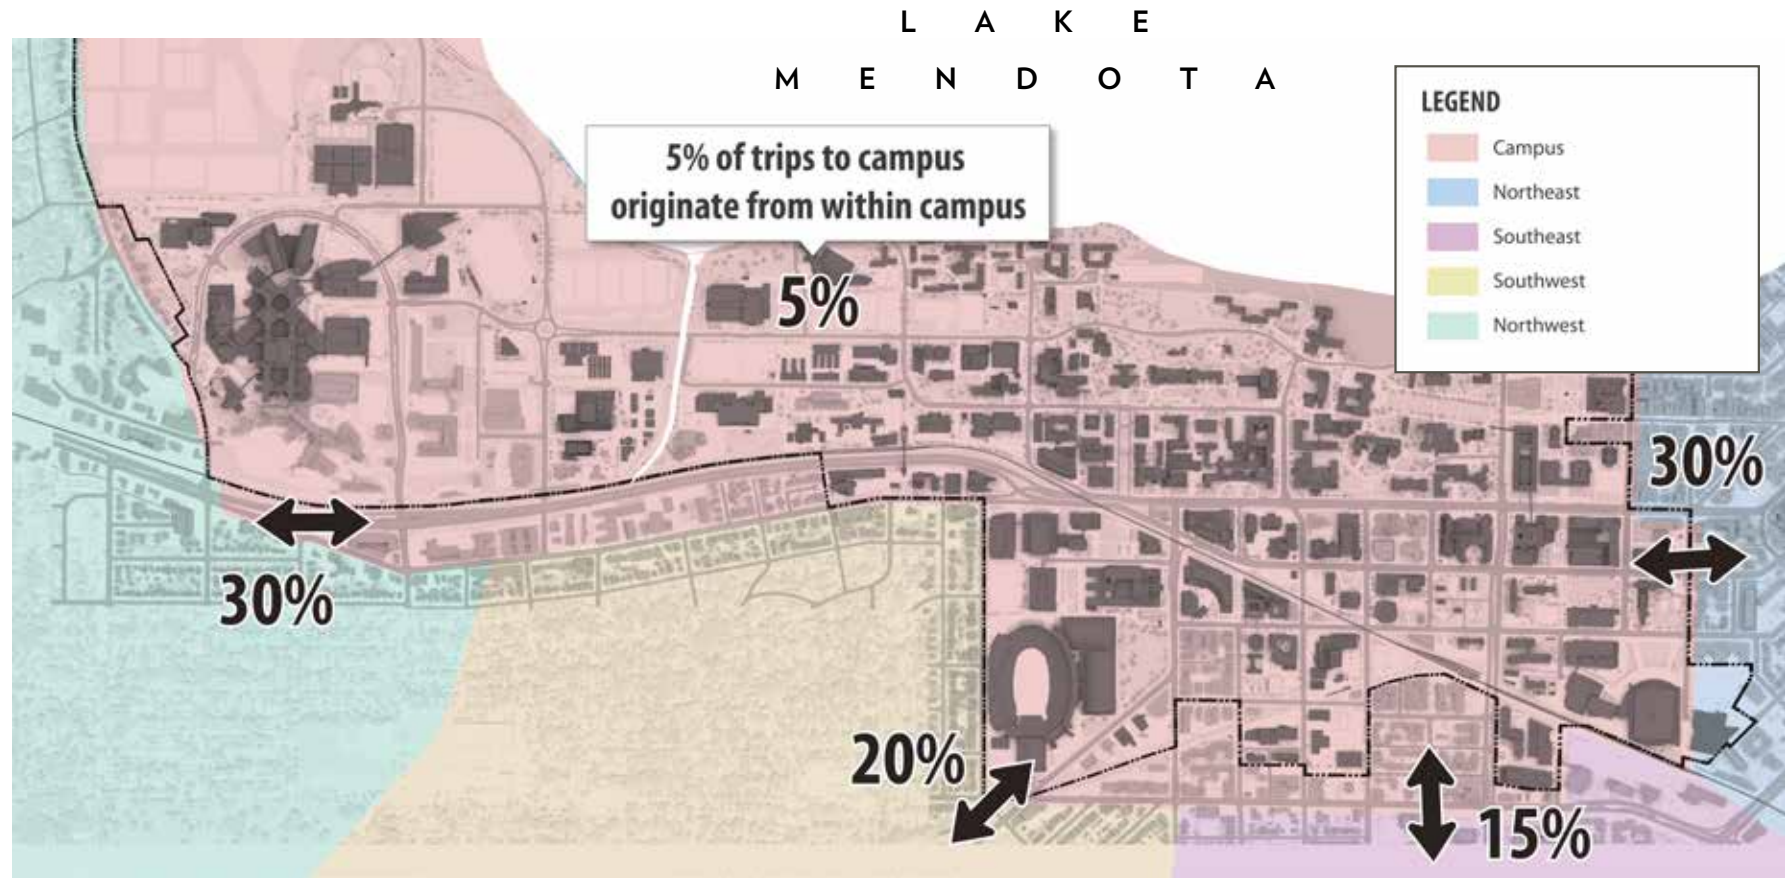 L A K E
M E N D O T A
LEGEND
Campus
Northeast
Southeast
Southwest
Northwest
5% of trips to campus
originate from within campus
5%
30%
30%
20%
15%